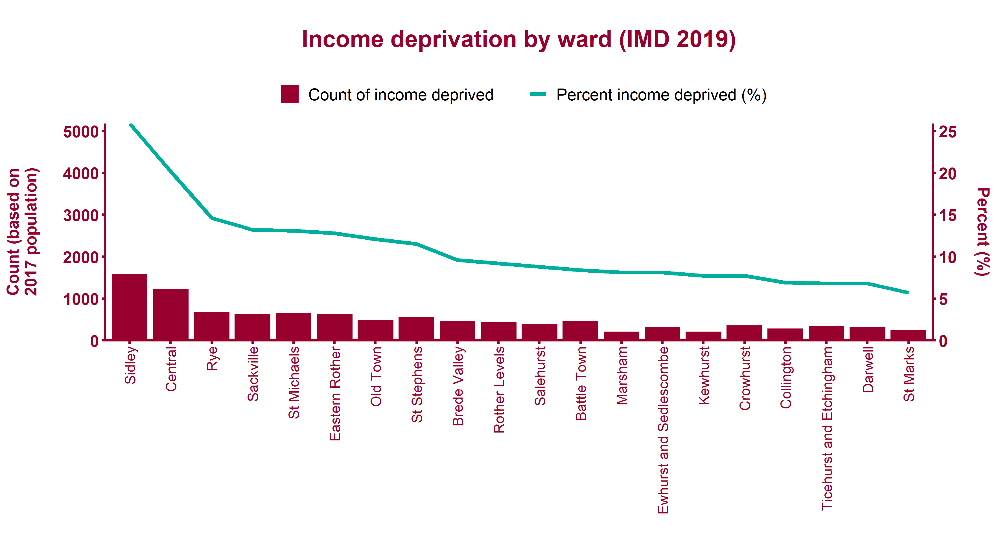 Income deprivation by ward (IMD 2019)
Count of income deprived
Percent income deprived (%)
Count (based on
2017 population)
5000
4000
3000
2000
1000
0
25
20
15
10
5
0
Percent (%)
Sidley
Central
Rye
Sackville
St Michaels
Eastern Rother
Old Town
St Stephens
Brede Valley
Rother Levels
Salehurst
Battle Town
Marsham
Ewhurst and Sedlescombe
Kewhurst
Crowhurst
Collington
Ticehurst and Etchingham
Darwell
St Marks